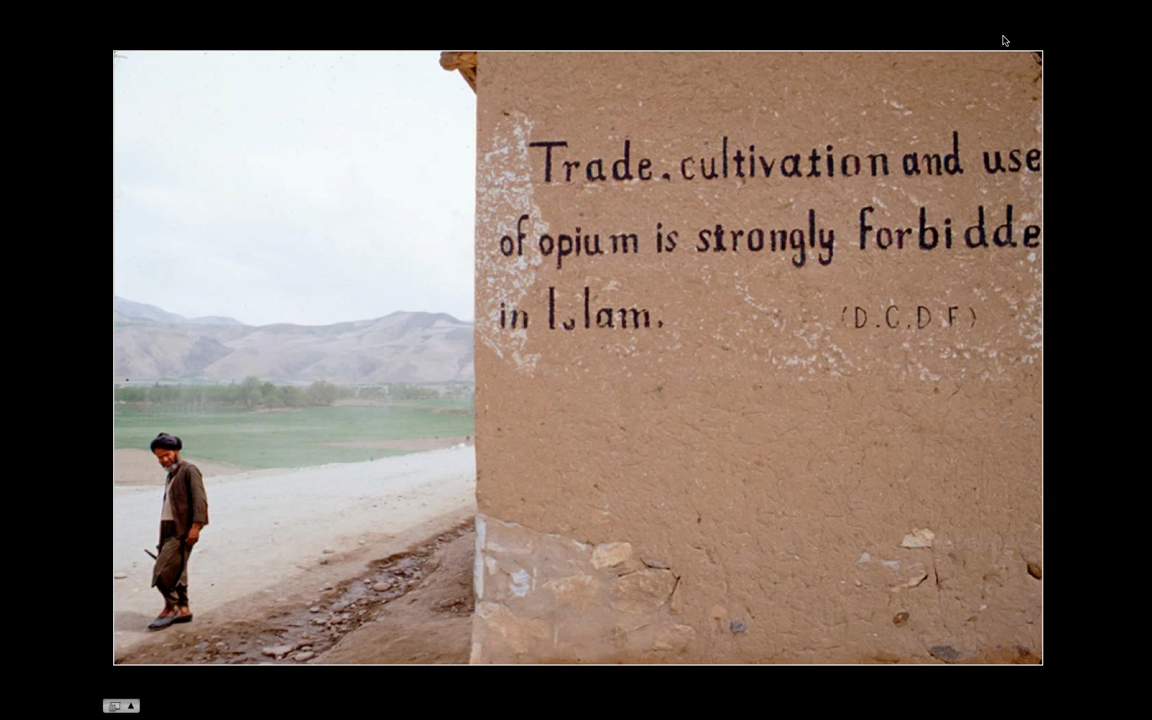 Trade. cultivation and use
of opium is strongly forbidde
in Islam.
(D.C.D.F)